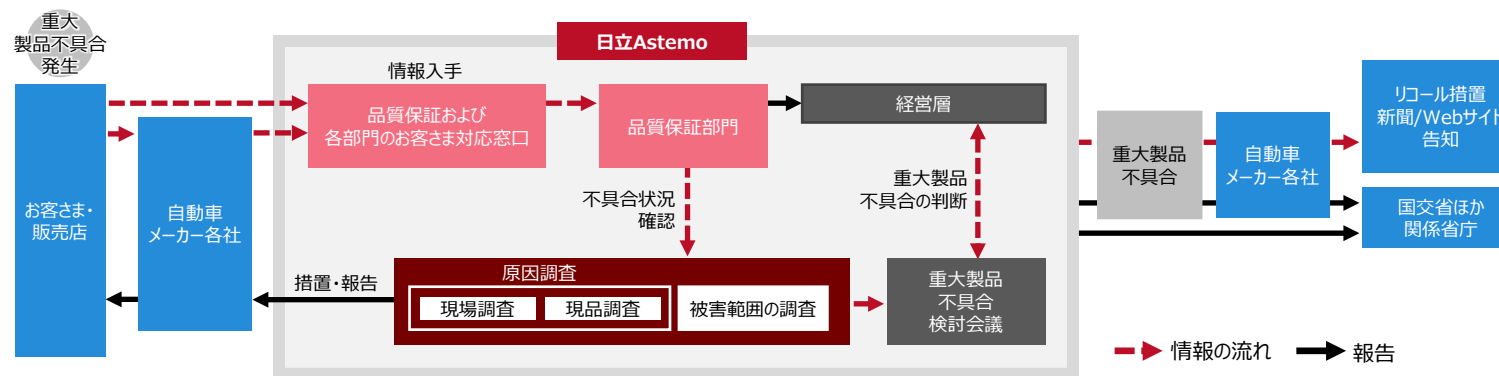 重大
製品不具合
発生
お客さま・
販売店
自動車
メーカー各社
日立Astemo
情報入手
品質保証および
各部門のお客さま対応窓口
品質保証部門
経営層
不具合状況
確認
重大製品
不具合の判断
措置・報告
原因調査
現場調査
現品調査
被害範囲の調査
重大製品
不具合
検討会議
重大製品
不具合
自動車
メーカー各社
リコール措置
新聞/Webサイト
告知
国交省ほか
関係省庁
情報の流れ
報告